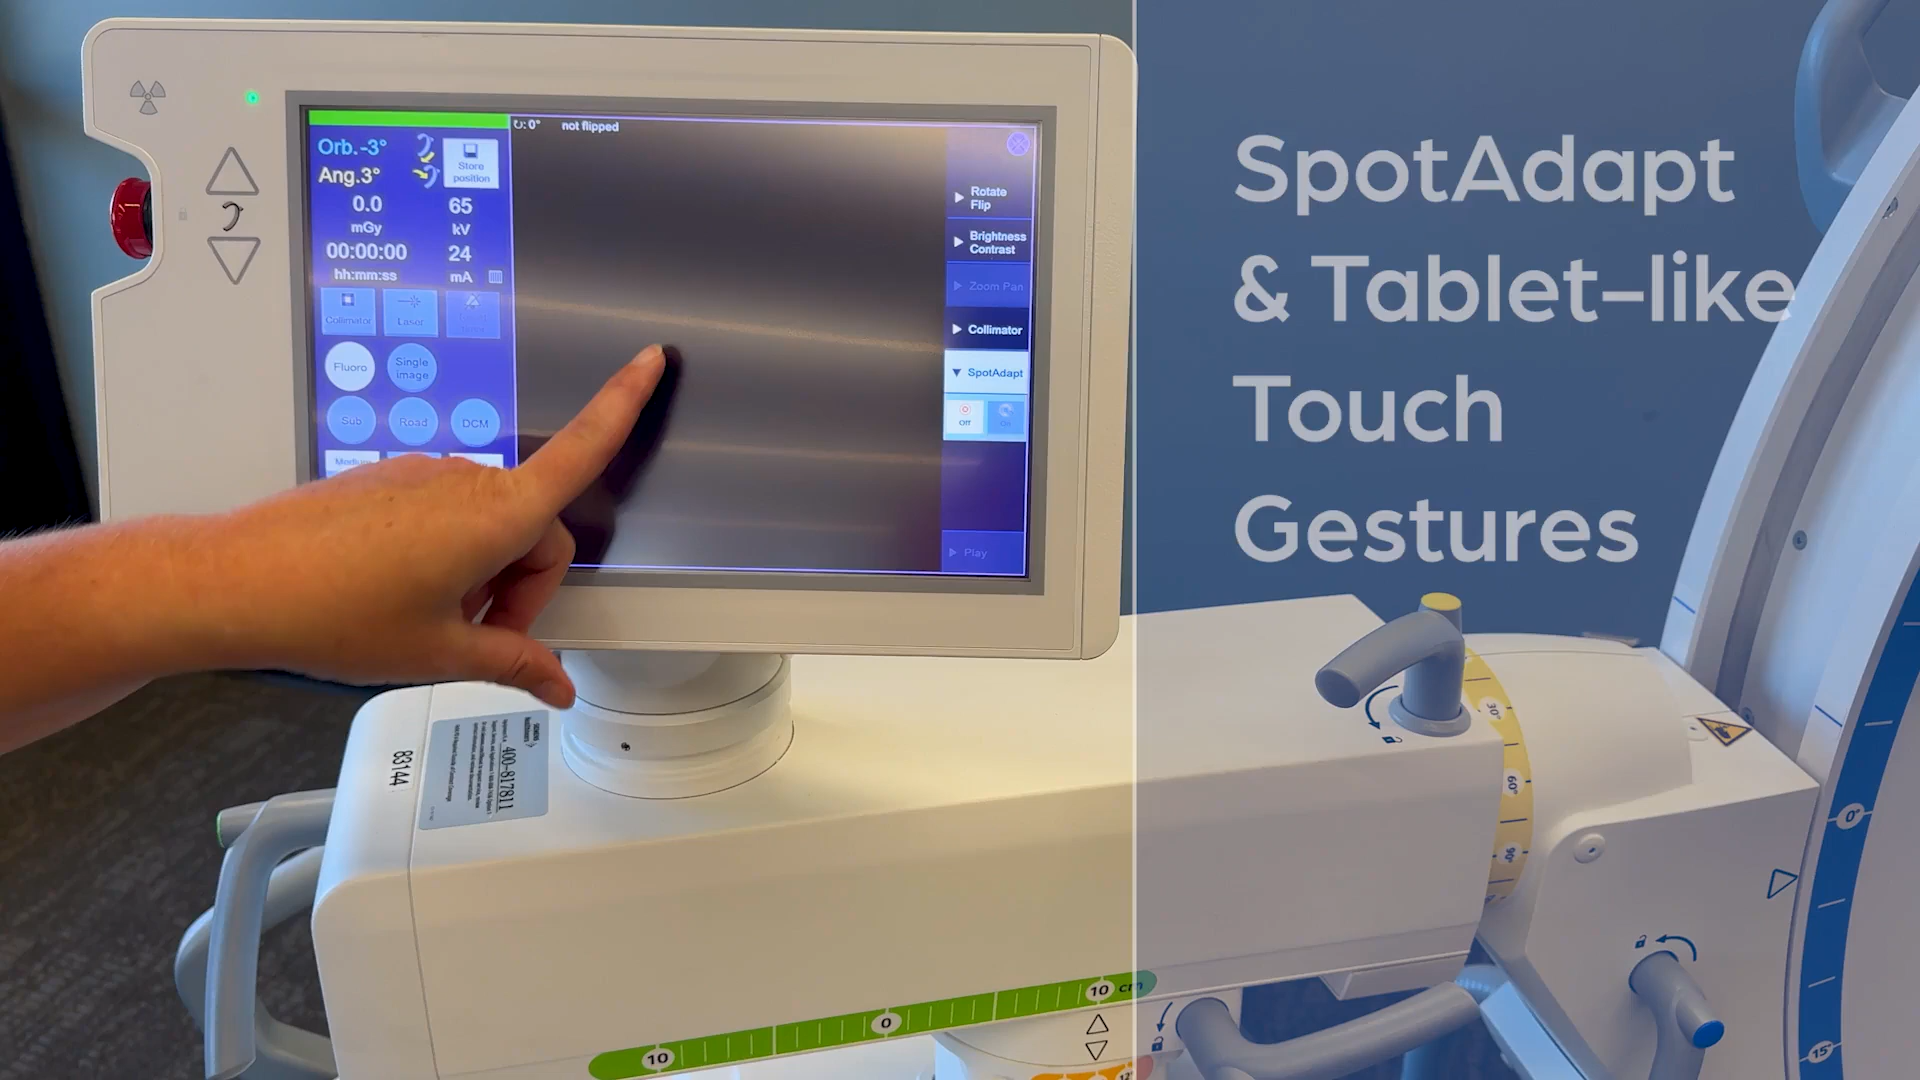 SpotAdapt
& Tablet-like
Touch
Gestures
Orb. -3°
Ang. 3°
Store
position
0.0
mGy
65
kV
00:00:00
hh:mm:ss
24
mA
Collimator
Laser
Fluoro
Single
image
Sub
Road
DCM
↻: 0° not flipped
Rotate
Flip
Brightness
Contrast
Zoom Pan
Collimator
SpotAdapt
Off
On
Play
83144
400-817811
10
0
10 cm
30°
60°
90°
0°
15°
12°